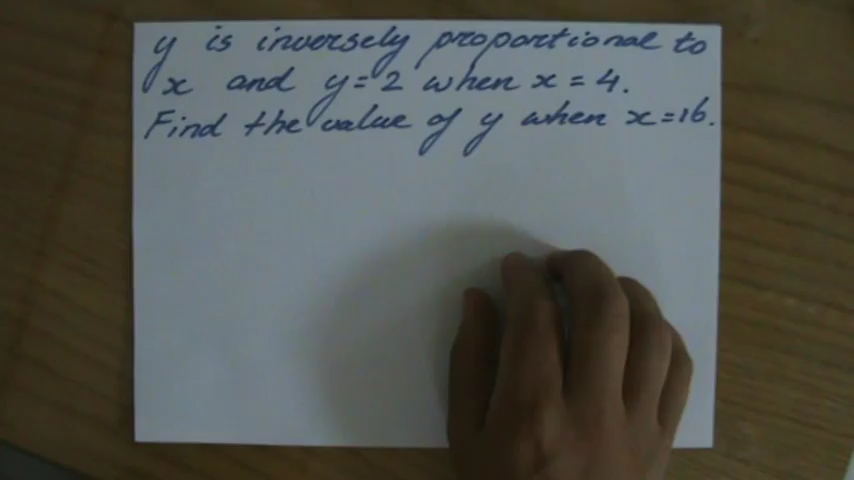 y is inversely proportional to
x and y=2 when x=4.
Find the value of y when x=16.